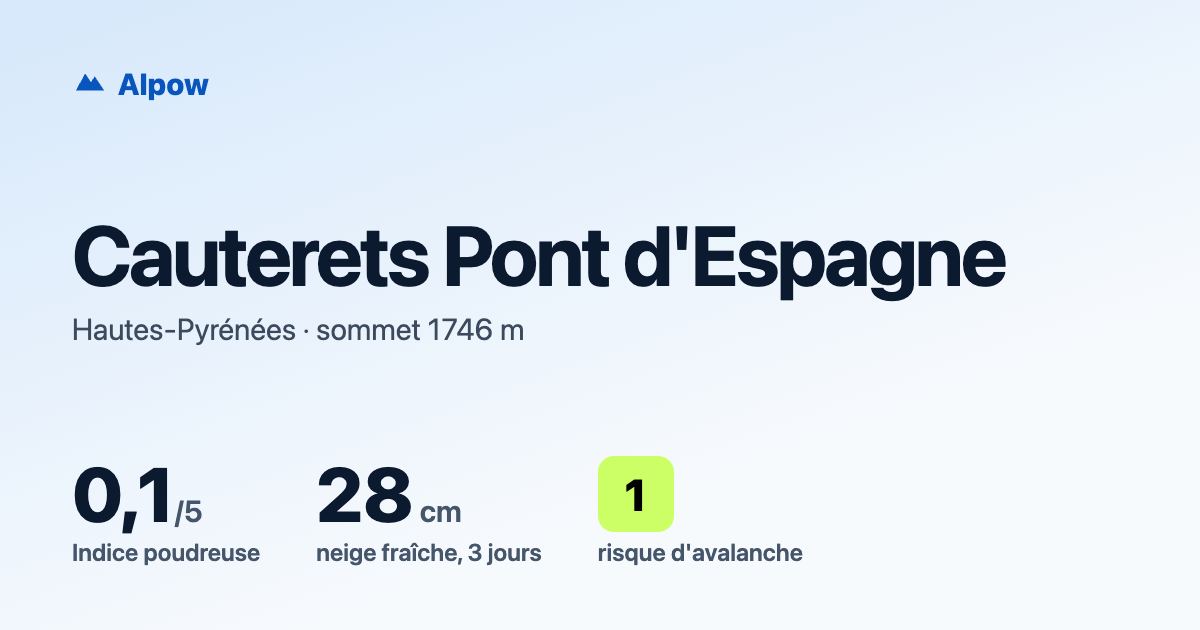 Alpow
Cauterets Pont d'Espagne
Hautes-Pyrénées · sommet 1746 m
0,1/5 28 cm 1
Indice poudreuse neige fraîche, 3 jours risque d'avalanche